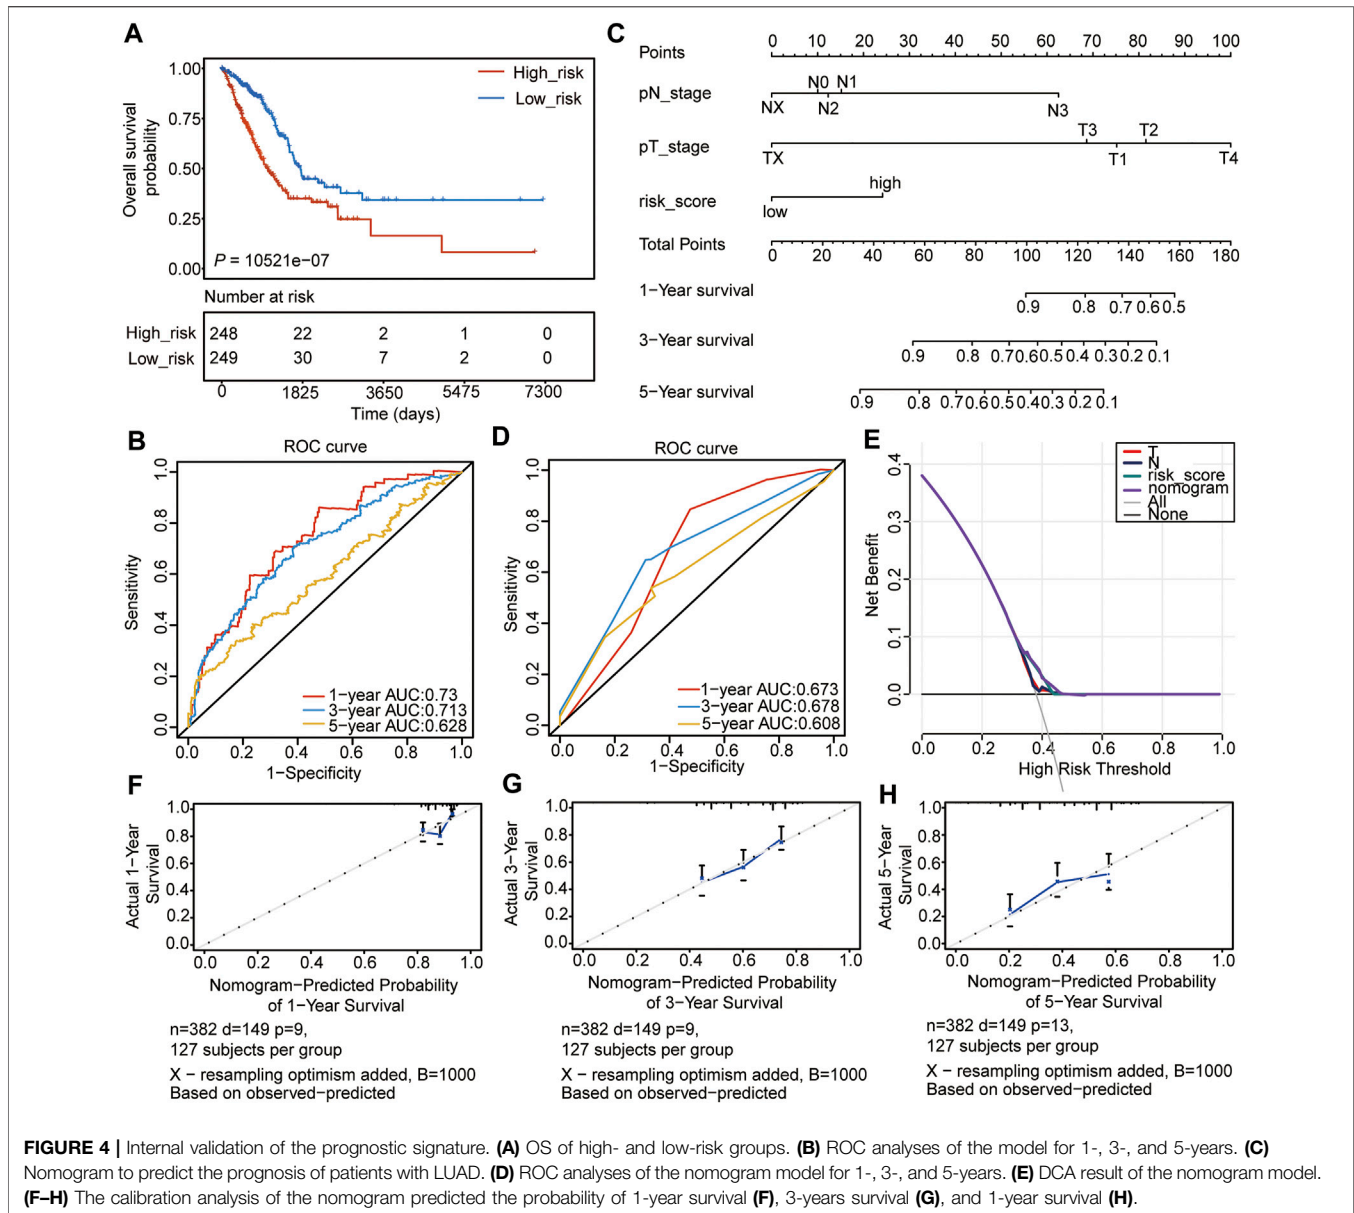 A
1.00
0.75
0.50
0.25
0.00
Overall survival
probability
High_risk
Low_risk
P = 10521e−07
Number at risk
High_risk 248 22 2 1 0
Low_risk 249 30 7 2 0
0 1825 3650 5475 7300
Time (days)
C
Points 0 10 20 30 40 50 60 70 80 90 100
N0 N1
pN_stage
NX N2 N3
T3 T2
pT_stage
TX T1 T4
high
risk_score
low
Total Points 0 20 40 60 80 100 120 140 160 180
1−Year survival
0.9 0.8 0.7 0.6 0.5
3−Year survival
0.9 0.8 0.7 0.6 0.5 0.4 0.3 0.2 0.1
5−Year survival
0.9 0.8 0.7 0.6 0.5 0.4 0.3 0.2 0.1
B
ROC curve
Sensitivity
0.0 0.2 0.4 0.6 0.8 1.0
1−year AUC:0.73
3−year AUC:0.713
5−year AUC:0.628
0.0 0.2 0.4 0.6 0.8 1.0
1−Specificity
D
ROC curve
Sensitivity
0.0 0.2 0.4 0.6 0.8 1.0
1−year AUC:0.673
3−year AUC:0.678
5−year AUC:0.608
0.0 0.2 0.4 0.6 0.8 1.0
1−Specificity
E
Net Benefit
0.0 0.1 0.2 0.3 0.4
T
N
risk_score
nomogram
All
None
0.0 0.2 0.4 0.6 0.8 1.0
High Risk Threshold
F
Actual 1−Year
Survival
1.0
0.8
0.6
0.4
0.2
0.0
0.0 0.2 0.4 0.6 0.8 1.0
Nomogram−Predicted Probability
of 1−Year Survival
n=382 d=149 p=9,
127 subjects per group
X − resampling optimism added, B=1000
Based on observed−predicted
G
Actual 3−Year
Survival
1.0
0.8
0.6
0.4
0.2
0.0
0.0 0.2 0.4 0.6 0.8 1.0
Nomogram−Predicted Probability
of 3−Year Survival
n=382 d=149 p=9,
127 subjects per group
X − resampling optimism added, B=1000
Based on observed−predicted
H
Actual 5−Year
Survival
1.0
0.8
0.6
0.4
0.2
0.0
0.0 0.2 0.4 0.6 0.8 1.0
Nomogram−Predicted Probability
of 5−Year Survival
n=382 d=149 p=13,
127 subjects per group
X − resampling optimism added, B=1000
Based on observed−predicted
FIGURE 4 | Internal validation of the prognostic signature. (A) OS of high- and low-risk groups. (B) ROC analyses of the model for 1-, 3-, and 5-years. (C)
Nomogram to predict the prognosis of patients with LUAD. (D) ROC analyses of the nomogram model for 1-, 3-, and 5-years. (E) DCA result of the nomogram model.
(F–H) The calibration analysis of the nomogram predicted the probability of 1-year survival (F), 3-years survival (G), and 1-year survival (H).